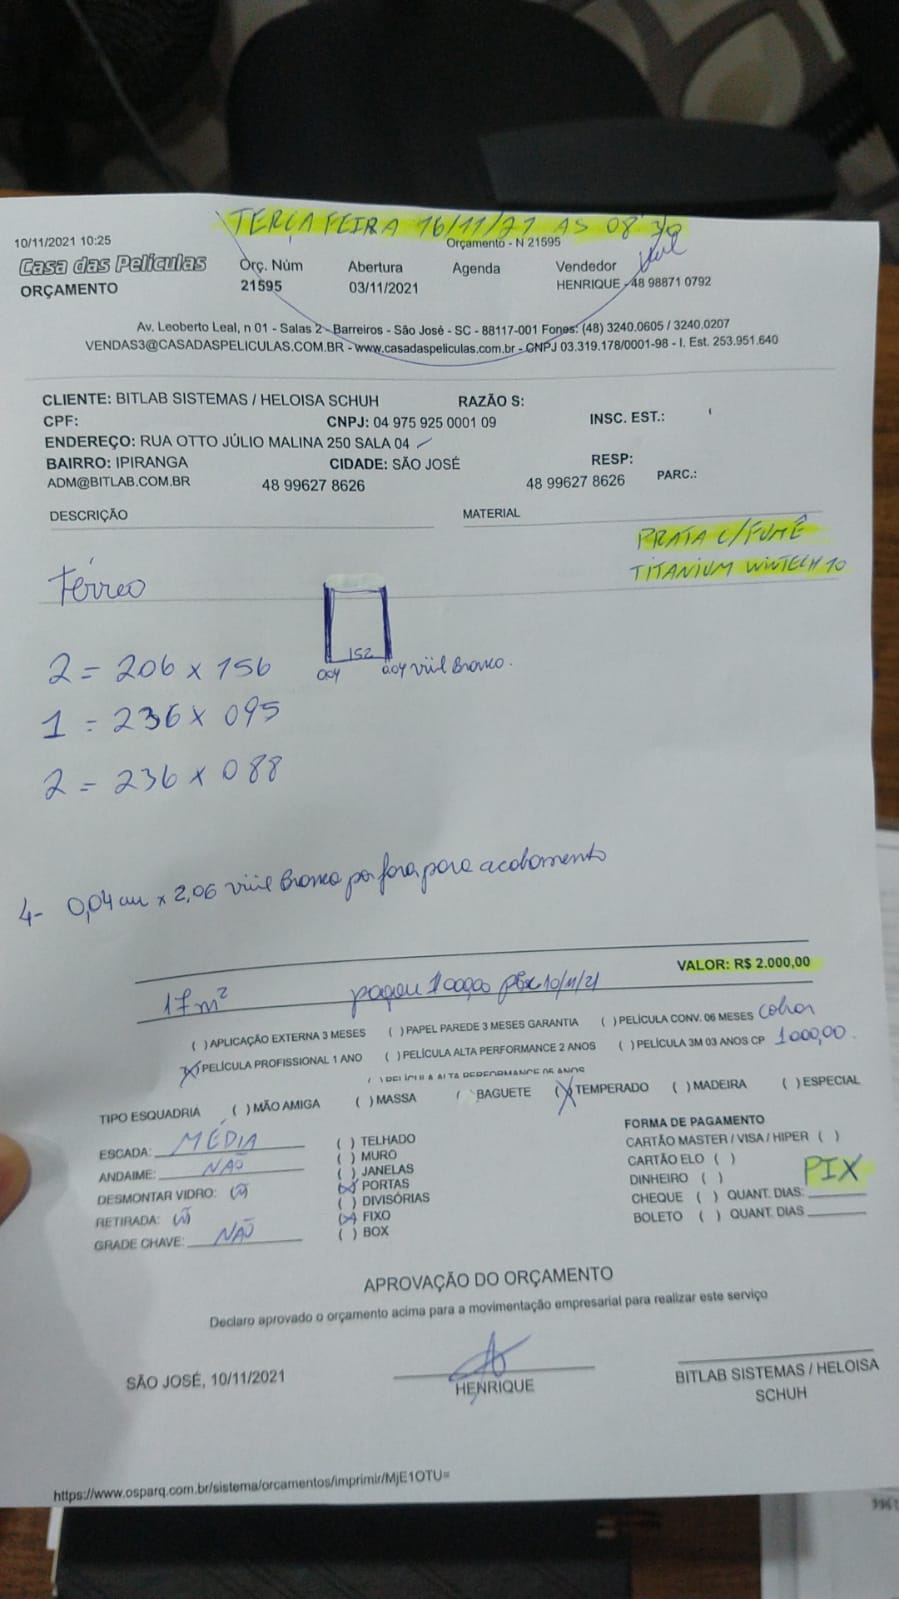 TERÇA FEIRA 16/11/21 AS 08:30
10/11/2021 10:25
Orçamento - N 21595
Casa das Películas
ORÇAMENTO
Orç. Núm
21595
Abertura
03/11/2021
Agenda
Vendedor
HENRIQUE - 48 98871 0792
Av. Leoberto Leal, n 01 - Salas 2 - Barreiros - São José - SC - 88117-001 Fones: (48) 3240.0605 / 3240.0207
VENDAS3@CASADASPELICULAS.COM.BR - www.casadaspeliculas.com.br - CNPJ 03.319.178/0001-98 - I. Est. 253.951.640
CLIENTE: BITLAB SISTEMAS / HELOISA SCHUH RAZÃO S:
CPF: CNPJ: 04 975 925 0001 09 INSC. EST.:
ENDEREÇO: RUA OTTO JÚLIO MALINA 250 SALA 04
BAIRRO: IPIRANGA CIDADE: SÃO JOSÉ RESP: PARC.:
ADM@BITLAB.COM.BR 48 99627 8626 48 99627 8626
DESCRIÇÃO MATERIAL
PRATA C/FUMÊ
TITANIUM WINTECH 10
Térreo
152
004 004 viil Branco.
2 = 206 x 156
1 = 236 x 095
2 = 236 x 088
4- 0,04 cm x 2,06 viil Branco por fora para acabamento
VALOR: R$ 2.000,00
17m² pagou 1000,00 pix 10/11/21
( ) APLICAÇÃO EXTERNA 3 MESES ( ) PAPEL PAREDE 3 MESES GARANTIA ( ) PELÍCULA CONV. 06 MESES
(X) PELÍCULA PROFISSIONAL 1 ANO ( ) PELÍCULA ALTA PERFORMANCE 2 ANOS ( ) PELÍCULA 3M 03 ANOS CP 1000,00.
( ) PELÍCULA ALTA PERFORMANCE 05 ANOS
TIPO ESQUADRIA ( ) MÃO AMIGA ( ) MASSA ( ) BAGUETE (X) TEMPERADO ( ) MADEIRA ( ) ESPECIAL
ESCADA: MÉDIA
ANDAIME: NÃO
DESMONTAR VIDRO: (Ñ)
RETIRADA: (Ñ)
GRADE CHAVE: NÃO
( ) TELHADO
( ) MURO
( ) JANELAS
(X) PORTAS
( ) DIVISÓRIAS
(X) FIXO
( ) BOX
FORMA DE PAGAMENTO
CARTÃO MASTER / VISA / HIPER ( )
CARTÃO ELO ( )
DINHEIRO ( ) PIX
CHEQUE ( ) QUANT. DIAS:
BOLETO ( ) QUANT. DIAS
APROVAÇÃO DO ORÇAMENTO
Declaro aprovado o orçamento acima para a movimentação empresarial para realizar este serviço
SÃO JOSÉ, 10/11/2021
HENRIQUE
BITLAB SISTEMAS / HELOISA
SCHUH
https://www.osparq.com.br/sistema/orcamentos/imprimir/MjE1OTU=